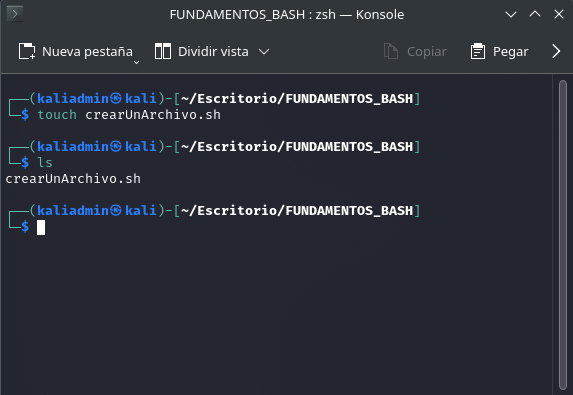 FUNDAMENTOS_BASH : zsh — Konsole
Nueva pestaña Dividir vista Copiar Pegar
┌──(kaliadmin㉿kali)-[~/Escritorio/FUNDAMENTOS_BASH]
└─$ touch crearUnArchivo.sh
┌──(kaliadmin㉿kali)-[~/Escritorio/FUNDAMENTOS_BASH]
└─$ ls
crearUnArchivo.sh
┌──(kaliadmin㉿kali)-[~/Escritorio/FUNDAMENTOS_BASH]
└─$